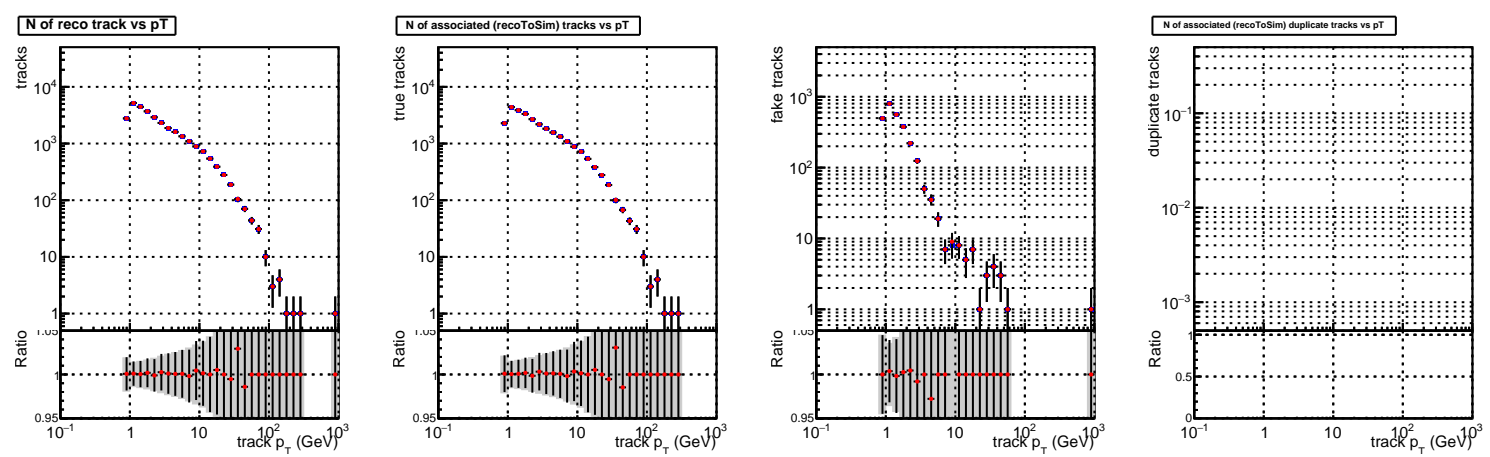 N of reco track vs pT
tracks
10⁴
10³
10²
10
1
1.05
Ratio
1
0.95
10⁻¹ 1 10 10² 10³
track p_T (GeV)
N of associated (recoToSim) tracks vs pT
true tracks
10⁴
10³
10²
10
1
1.05
Ratio
1
0.95
10⁻¹ 1 10 10² 10³
track p_T (GeV)
fake tracks
10³
10²
10
1
1.05
Ratio
1
0.95
10⁻¹ 1 10 10² 10³
track p_T (GeV)
N of associated (recoToSim) duplicate tracks vs pT
duplicate tracks
10⁻¹
10⁻²
10⁻³
Ratio
1
0.5
0
10⁻¹ 1 10 10² 10³
track p_T (GeV)